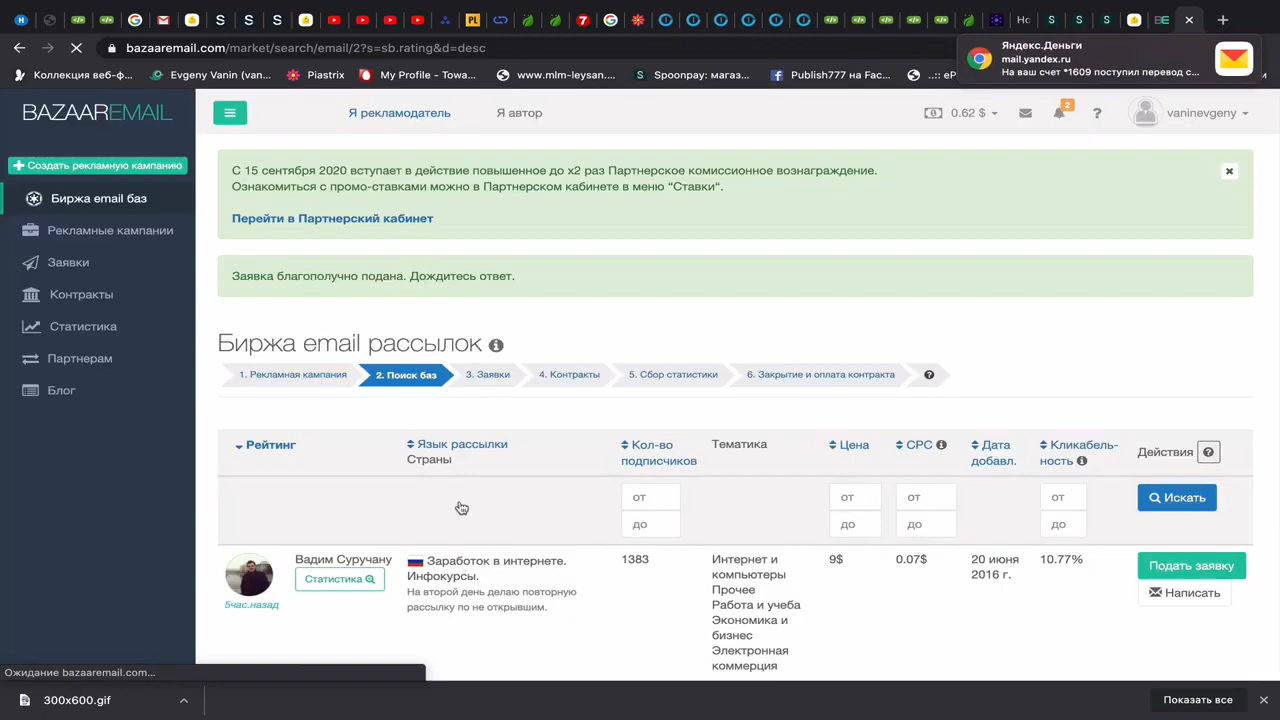 bazaaremail.com/market/search/email/2?s=sb.rating&d=desc
Яндекс.Деньги
mail.yandex.ru
На ваш счет *1609 поступил перевод с...
Коллекция веб-ф...
Evgeny Vanin (van...
Piastrix
My Profile - Towa...
www.mlm-leysan...
Spoonpay: магаз...
Publish777 на Fac...
..:: eP
BAZAAREMAIL
Я рекламодатель
Я автор
0.62 $
2
?
vaninevgeny
Создать рекламную кампанию
Биржа email баз
Рекламные кампании
Заявки
Контракты
Статистика
Партнерам
Блог
С 15 сентября 2020 вступает в действие повышенное до х2 раз Партнерское комиссионное вознаграждение.
Ознакомиться с промо-ставками можно в Партнерском кабинете в меню “Ставки“.
Перейти в Партнерский кабинет
Заявка благополучно подана. Дождитесь ответ.
Биржа email рассылок
1. Рекламная кампания
2. Поиск баз
3. Заявки
4. Контракты
5. Сбор статистики
6. Закрытие и оплата контракта
?
Рейтинг
Язык рассылки
Страны
Кол-во
подписчиков
Тематика
Цена
CPC
Дата
добавл.
Кликабель-
ность
Действия ?
от
до
от
до
от
до
от
до
Искать
Вадим Суручану
Статистика
5час.назад
Заработок в интернете.
Инфокурсы.
На второй день делаю повторную
рассылку по не открывшим.
1383
Интернет и
компьютеры
Прочее
Работа и учеба
Экономика и
бизнес
Электронная
коммерция
9$
0.07$
20 июня
2016 г.
10.77%
Подать заявку
Написать
Ожидание bazaaremail.com...
300x600.gif
Показать все